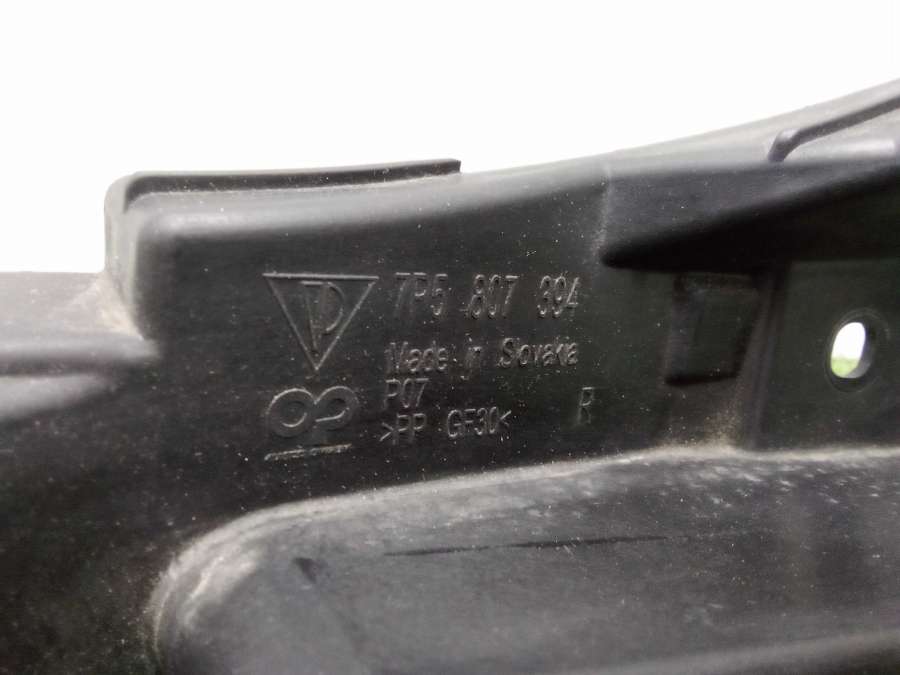 7P5 807 394
Made in Slovakia
P07
>PP GF30<
R